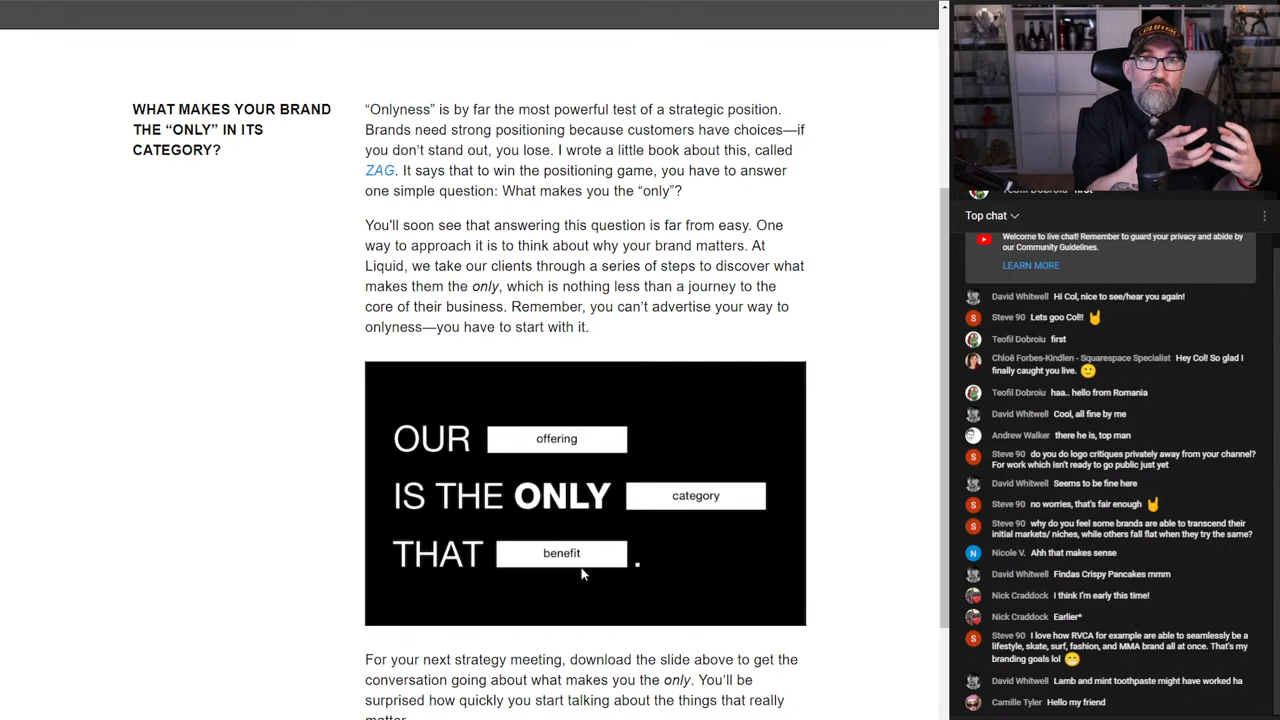 WHAT MAKES YOUR BRAND
THE “ONLY” IN ITS
CATEGORY?
“Onlyness” is by far the most powerful test of a strategic position.
Brands need strong positioning because customers have choices—if
you don’t stand out, you lose. I wrote a little book about this, called
ZAG. It says that to win the positioning game, you have to answer
one simple question: What makes you the “only”?
You'll soon see that answering this question is far from easy. One
way to approach it is to think about why your brand matters. At
Liquid, we take our clients through a series of steps to discover what
makes them the only, which is nothing less than a journey to the
core of their business. Remember, you can’t advertise your way to
onlyness—you have to start with it.
OUR offering
IS THE ONLY category
THAT benefit .
For your next strategy meeting, download the slide above to get the
conversation going about what makes you the only. You’ll be
surprised how quickly you start talking about the things that really
matter.
CLUTCH
Teofil Dobroiu first
Top chat
Welcome to live chat! Remember to guard your privacy and abide by
our Community Guidelines.
LEARN MORE
David Whitwell Hi Col, nice to see/hear you again!
S Steve 90 Lets goo Col!! 🤘
Teofil Dobroiu first
Chloë Forbes-Kindlen - Squarespace Specialist Hey Col! So glad I
finally caught you live. 🙂
Teofil Dobroiu haa.. hello from Romania
David Whitwell Cool, all fine by me
Andrew Walker there he is, top man
S Steve 90 do you do logo critiques privately away from your channel?
For work which isn't ready to go public just yet
David Whitwell Seems to be fine here
S Steve 90 no worries, that's fair enough 🤘
S Steve 90 why do you feel some brands are able to transcend their
initial markets/ niches, while others fall flat when they try the same?
N Nicole V. Ahh that makes sense
David Whitwell Findas Crispy Pancakes mmm
Nick Craddock I think I'm early this time!
Nick Craddock Earlier*
S Steve 90 I love how RVCA for example are able to seamlessly be a
lifestyle, skate, surf, fashion, and MMA brand all at once. That's my
branding goals lol 😁
David Whitwell Lamb and mint toothpaste might have worked ha
Camille Tyler Hello my friend